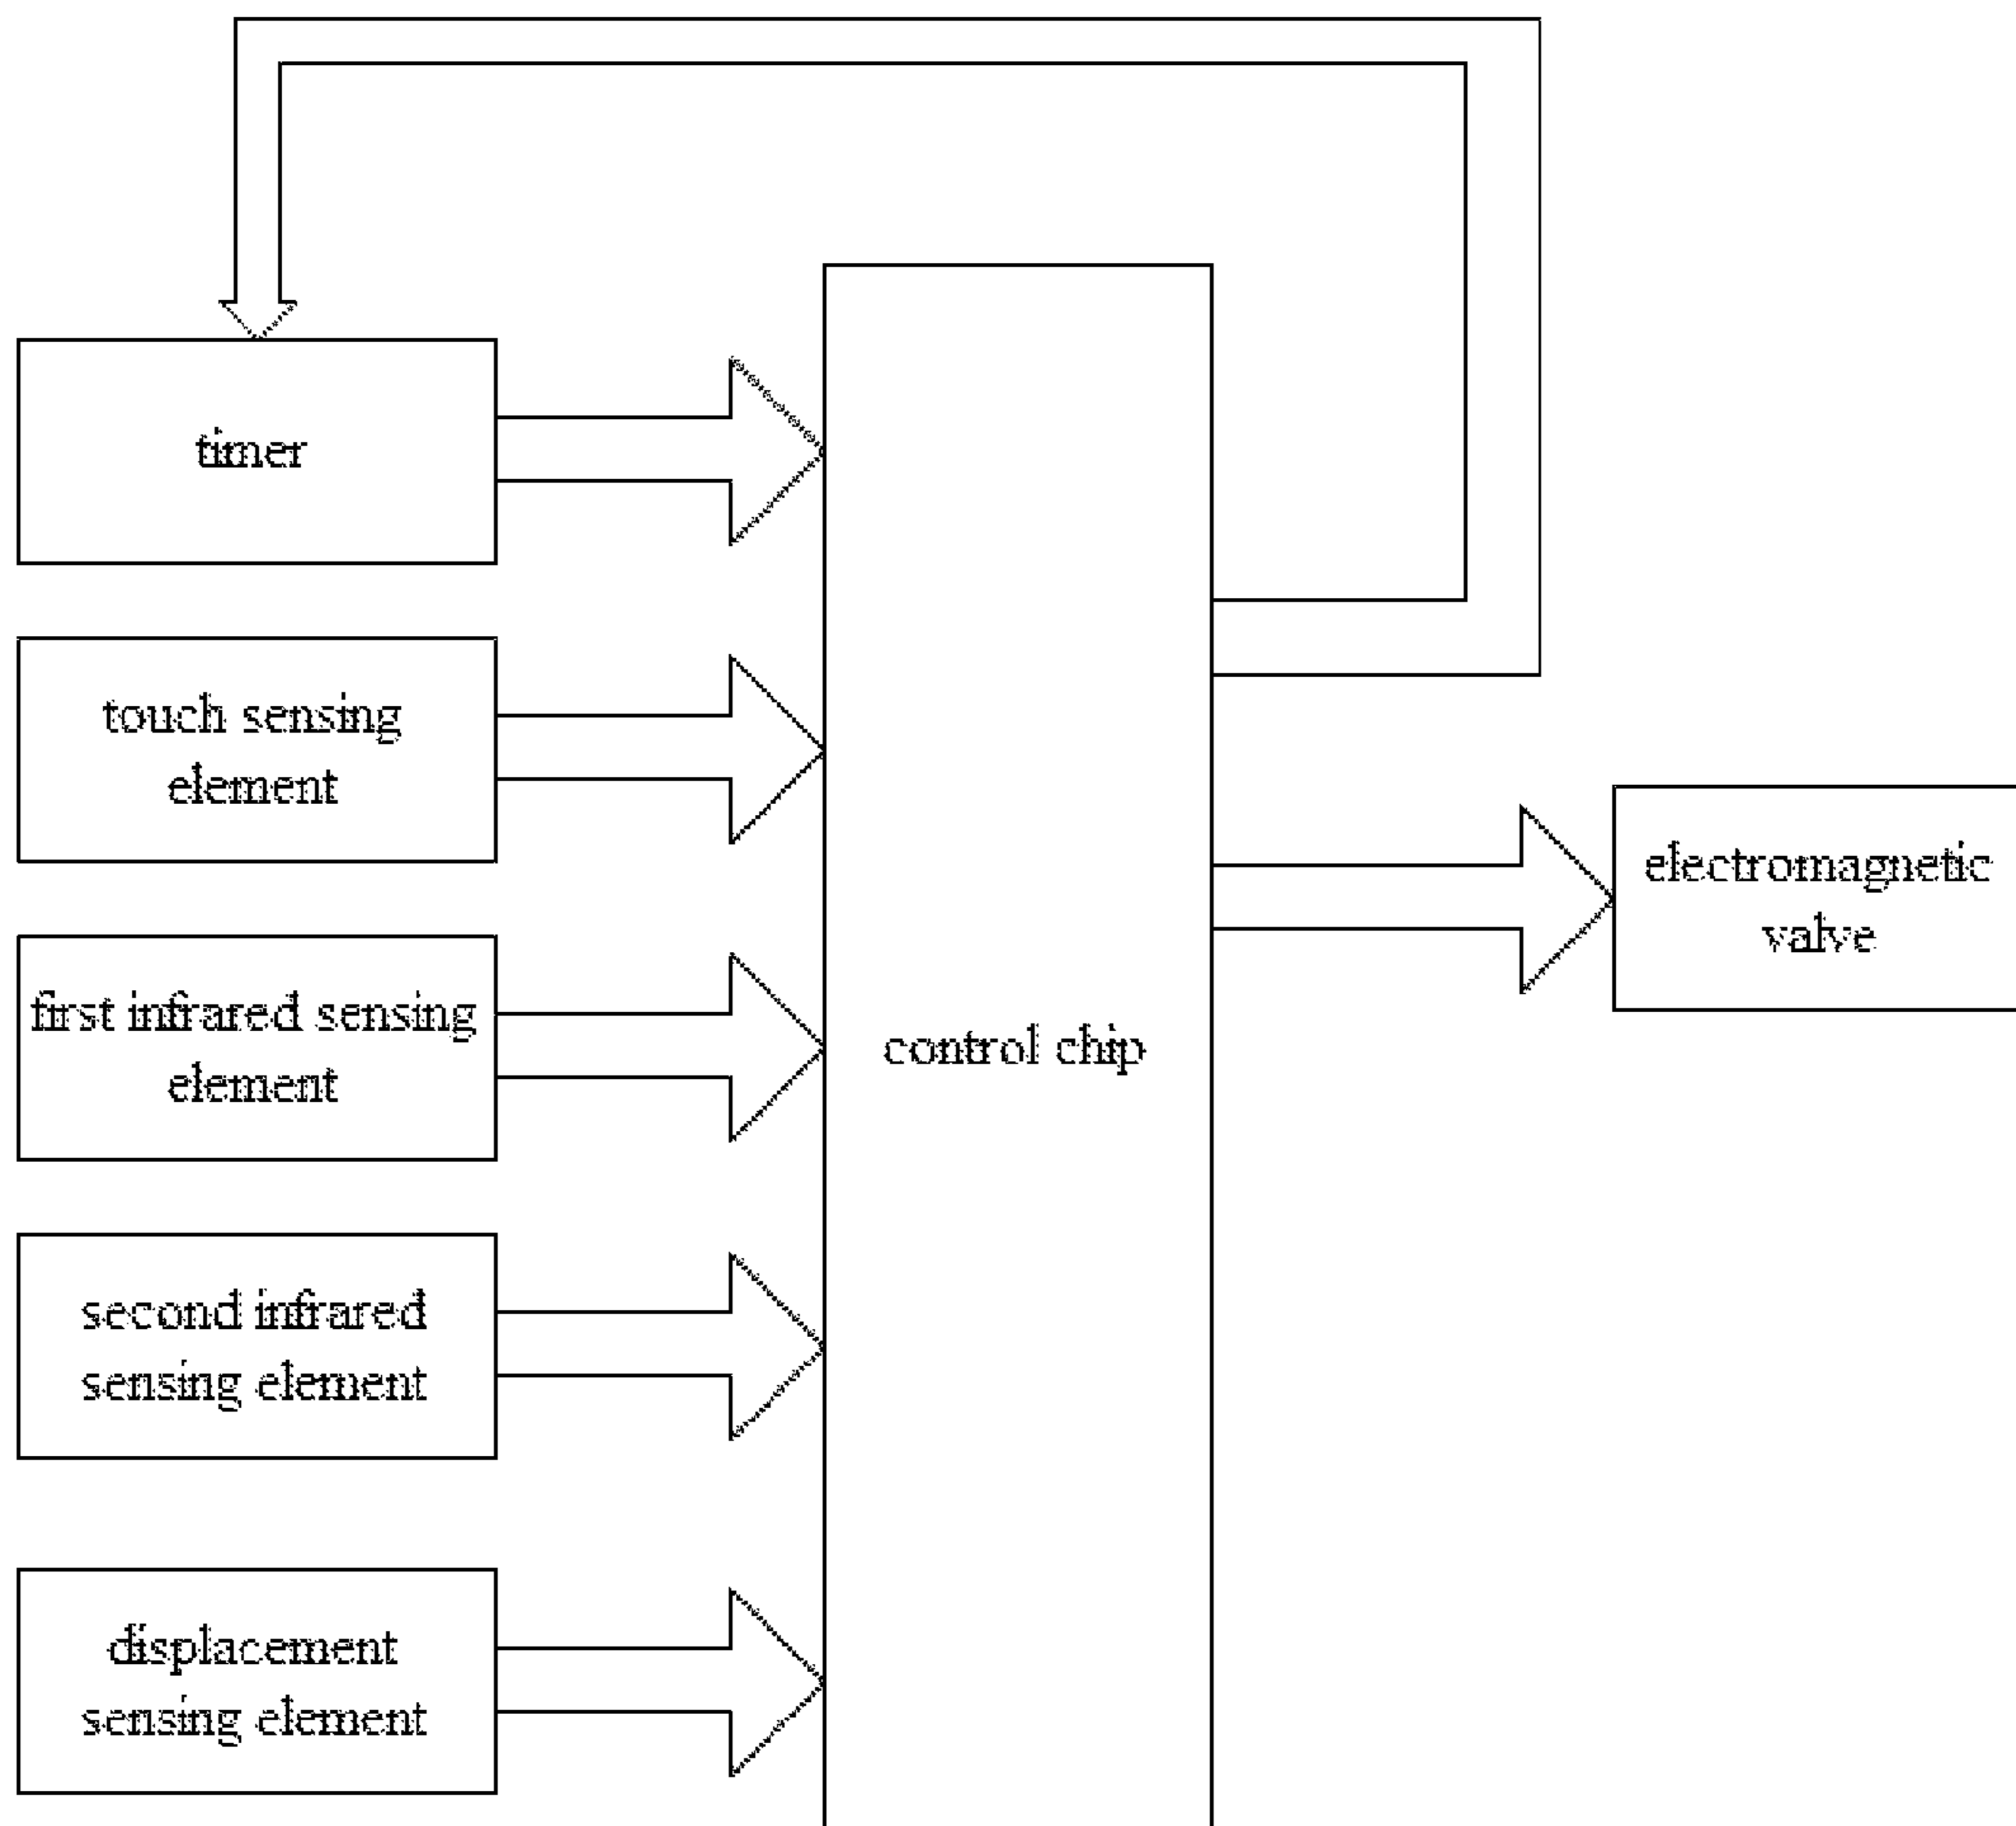 timer
touch sensing
element
first infrared sensing
element
second infrared
sensing element
displacement
sensing element
control chip
electromagnetic
valve